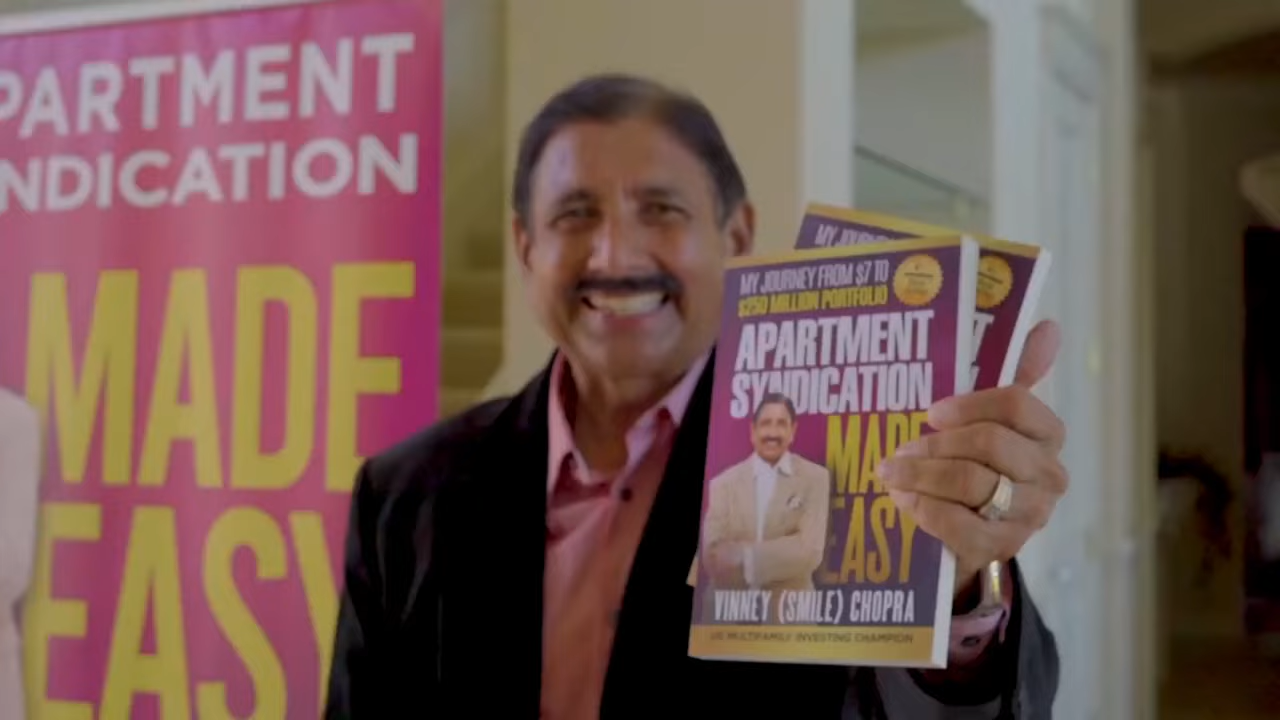 PARTMENT
NDICATION
MADE
EASY
MY JOURNEY FROM $7 TO
$250 MILLION PORTFOLIO
APARTMENT
SYNDICATION
MADE
EASY
VINNEY (SMILE) CHOPRA
US MULTIFAMILY INVESTING CHAMPION
MY